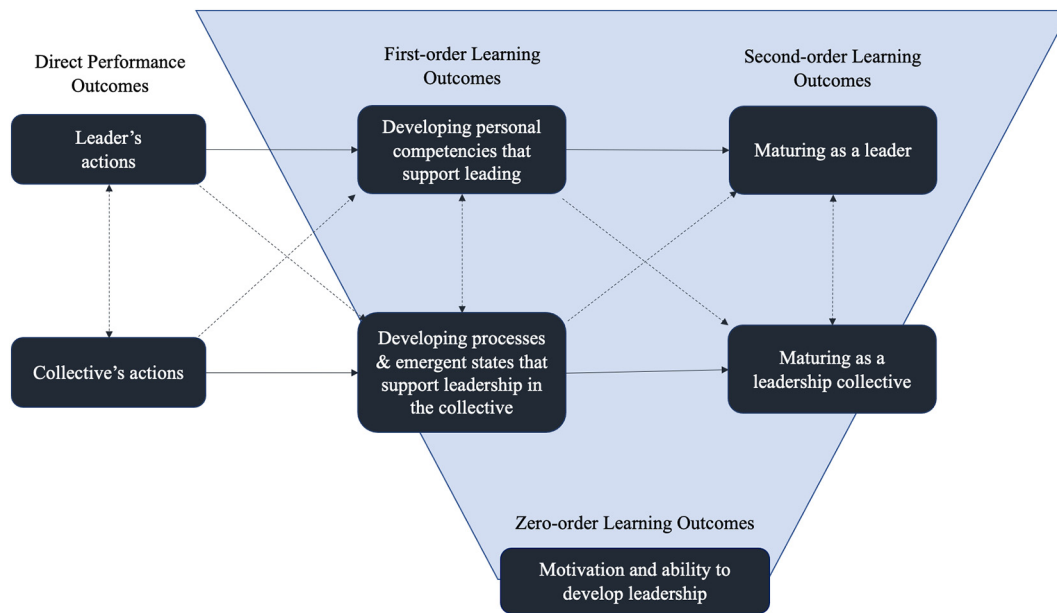 Direct Performance
Outcomes
First-order Learning
Outcomes
Second-order Learning
Outcomes
Leader's
actions
Developing personal
competencies that
support leading
Maturing as a leader
Collective's actions
Developing processes
& emergent states that
support leadership in
the collective
Maturing as a
leadership collective
Zero-order Learning Outcomes
Motivation and ability to
develop leadership